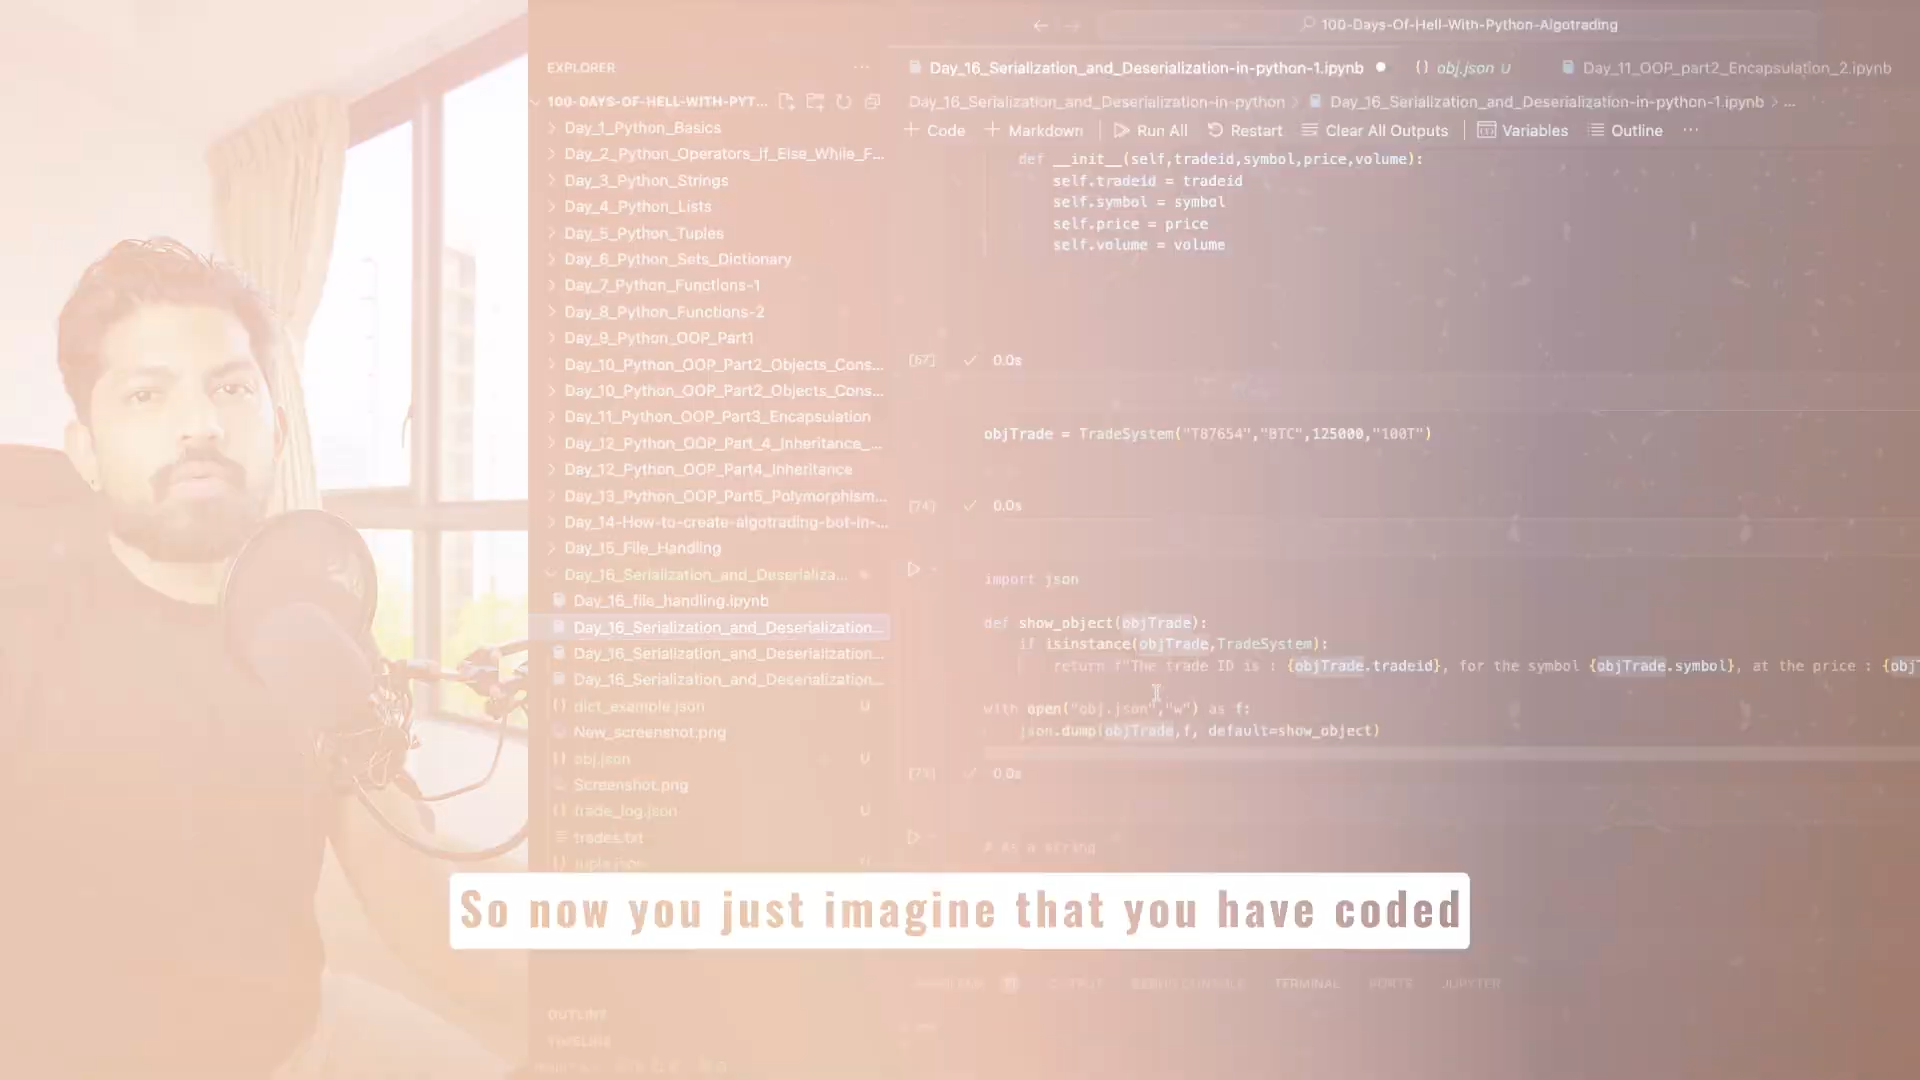 100-Days-Of-Hell-With-Python-Algotrading
EXPLORER
Day_16_Serialization_and_Deserialization-in-python-1.ipynb
obj.json U
Day_11_OOP_part2_Encapsulation_2.ipynb
100-DAYS-OF-HELL-WITH-PYT...
Day_16_Serialization_and_Deserialization-in-python > Day_16_Serialization_and_Deserialization-in-python-1.ipynb > ...
+ Code + Markdown Run All Restart Clear All Outputs Variables Outline ...
Day_1_Python_Basics
Day_2_Python_Operators_If_Else_While_F...
Day_3_Python_Strings
Day_4_Python_Lists
Day_5_Python_Tuples
Day_6_Python_Sets_Dictionary
Day_7_Python_Functions-1
Day_8_Python_Functions-2
Day_9_Python_OOP_Part1
Day_10_Python_OOP_Part2_Objects_Cons...
Day_10_Python_OOP_Part2_Objects_Cons...
Day_11_Python_OOP_Part3_Encapsulation
Day_12_Python_OOP_Part_4_Inheritance_...
Day_12_Python_OOP_Part4_Inheritance
Day_13_Python_OOP_Part5_Polymorphism...
Day_14-How-to-create-algotrading-bot-in-...
Day_15_File_Handling
Day_16_Serialization_and_Deserializa...
Day_16_file_handling.ipynb
Day_16_Serialization_and_Deserialization...
Day_16_Serialization_and_Deserialization...
Day_16_Serialization_and_Deserialization...
dict_example.json U
New_screenshot.png
obj.json U
Screenshot.png
trade_log.json U
trades.txt
OUTLINE
TIMELINE
def __init__(self,tradeid,symbol,price,volume):
self.tradeid = tradeid
self.symbol = symbol
self.price = price
self.volume = volume
[67] 0.0s
objTrade = TradeSystem("T87654","BTC",125000,"100T")
[74] 0.0s
import json
def show_object(objTrade):
if isinstance(objTrade,TradeSystem):
return f"The trade ID is : {objTrade.tradeid}, for the symbol {objTrade.symbol}, at the price : {obj
with open("obj.json","w") as f:
json.dump(objTrade,f, default=show_object)
0.0s
# As a string
So now you just imagine that you have coded
OUTPUT DEBUG CONSOLE TERMINAL PORTS JUPYTER